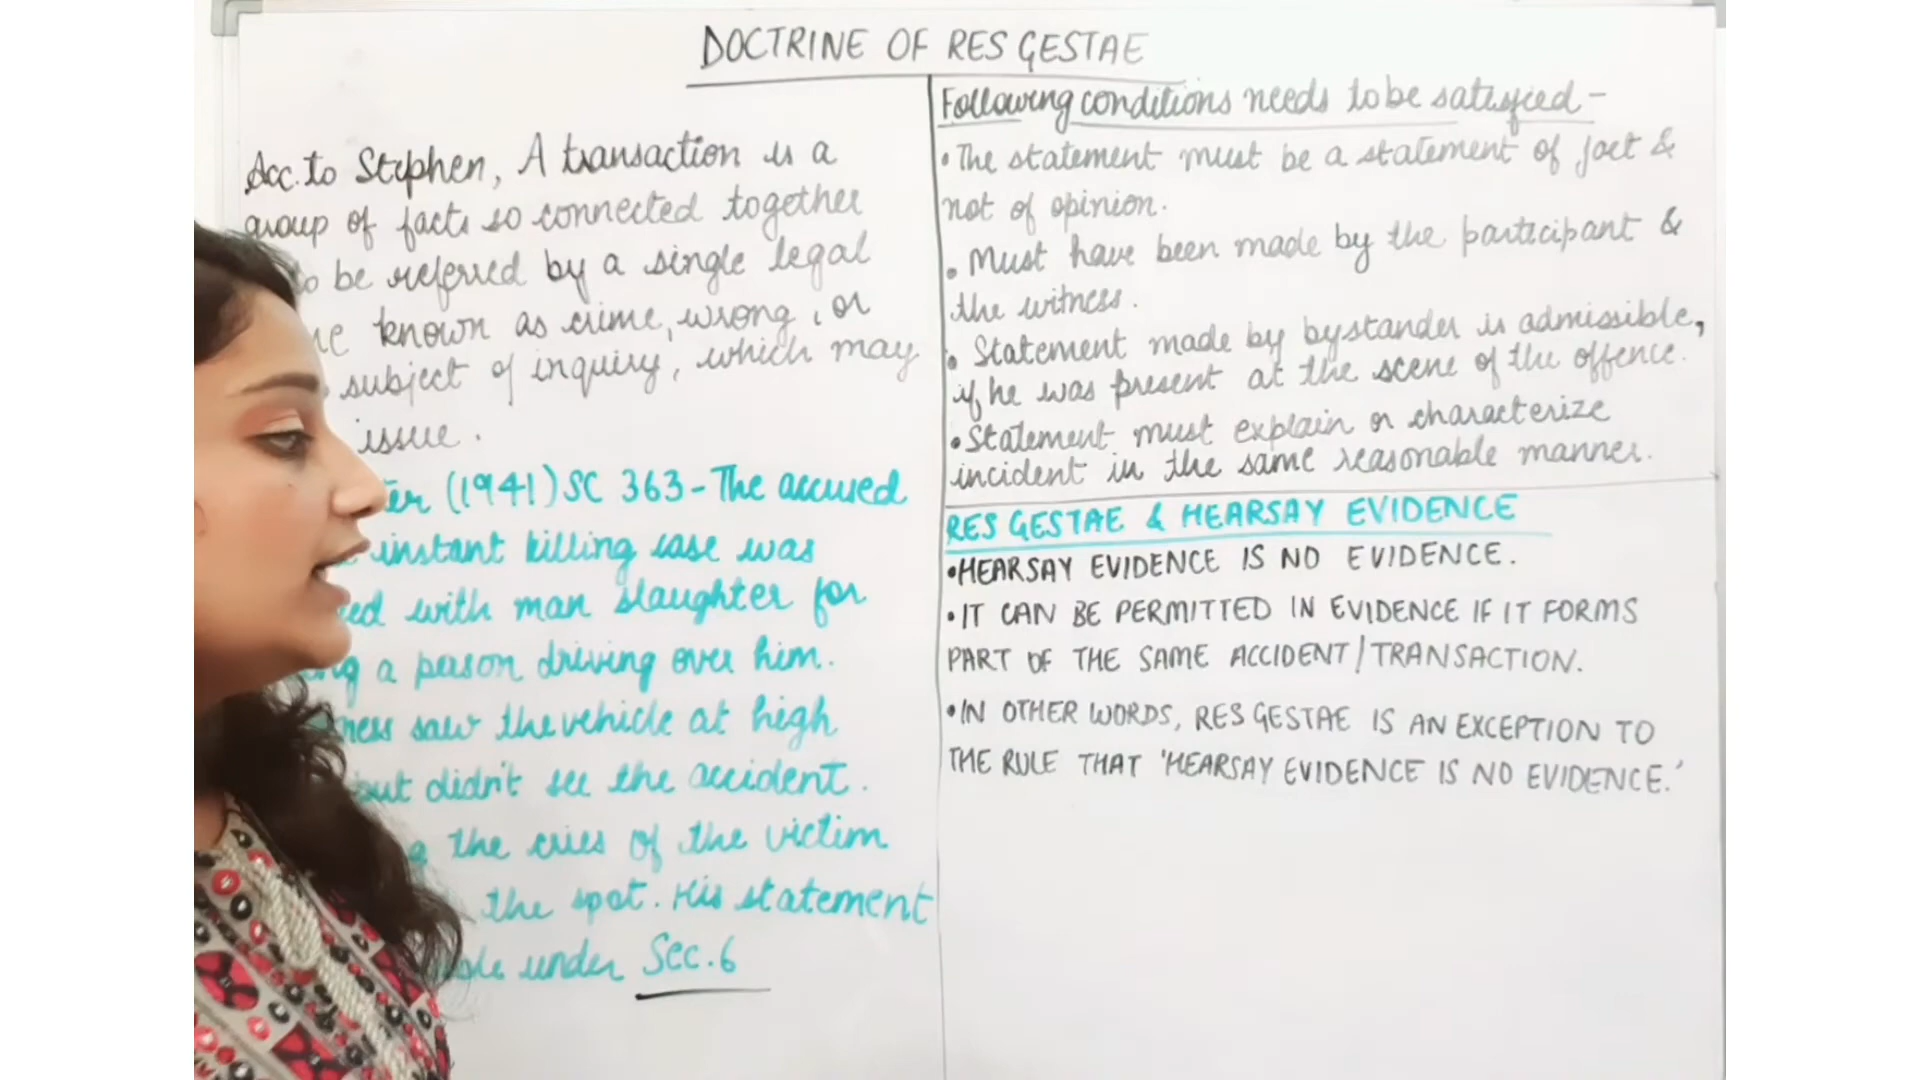 DOCTRINE OF RES GESTAE
Acc. to Stephen, A transaction is a
group of facts so connected together
to be referred by a single legal
known as crime, wrong, or
subject of inquiry, which may
issue.
(1941) SC 363 - The accused
instant killing case was
with man slaughter for
a person driving over him.
saw the vehicle at high
but didn't see the accident.
the cries of the victim
the spot. His statement
under Sec. 6
Following conditions needs to be satisfied -
• The statement must be a statement of fact &
not of opinion.
• Must have been made by the participant &
the witness.
• Statement made by bystander is admissible,
if he was present at the scene of the offence.
• Statement must explain or characterize
incident in the same reasonable manner.
RES GESTAE & HEARSAY EVIDENCE
• HEARSAY EVIDENCE IS NO EVIDENCE.
• IT CAN BE PERMITTED IN EVIDENCE IF IT FORMS
PART OF THE SAME ACCIDENT/TRANSACTION.
• IN OTHER WORDS, RES GESTAE IS AN EXCEPTION TO
THE RULE THAT 'HEARSAY EVIDENCE IS NO EVIDENCE.'